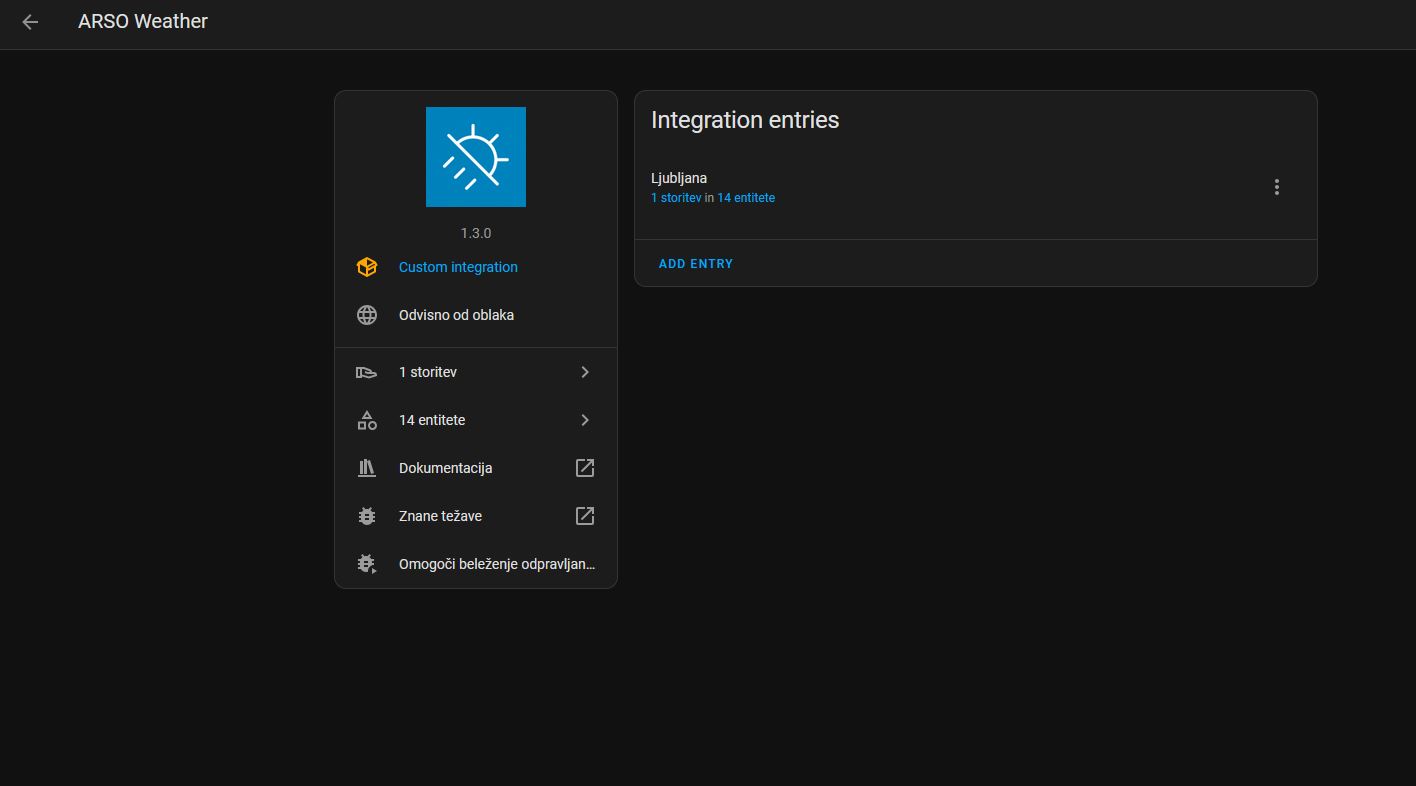 ARSO Weather
1.3.0
Custom integration
Odvisno od oblaka
1 storitev
14 entitete
Dokumentacija
Znane težave
Omogoči beleženje odpravljan...
Integration entries
Ljubljana
1 storitev in 14 entitete
ADD ENTRY